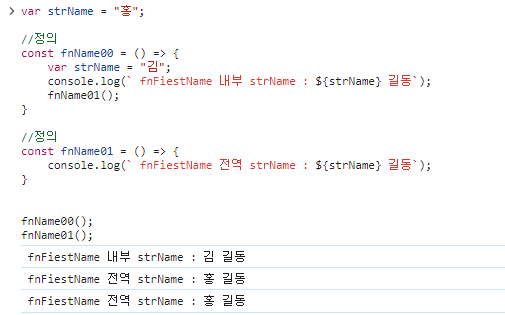 var strName = "홍";
//정의
const fnName00 = () => {
var strName = "김";
console.log(` fnFiestName 내부 strName : ${strName} 길동`);
fnName01();
}
//정의
const fnName01 = () => {
console.log(` fnFiestName 전역 strName : ${strName} 길동`);
}
fnName00();
fnName01();
fnFiestName 내부 strName : 김 길동
fnFiestName 전역 strName : 홍 길동
fnFiestName 전역 strName : 홍 길동